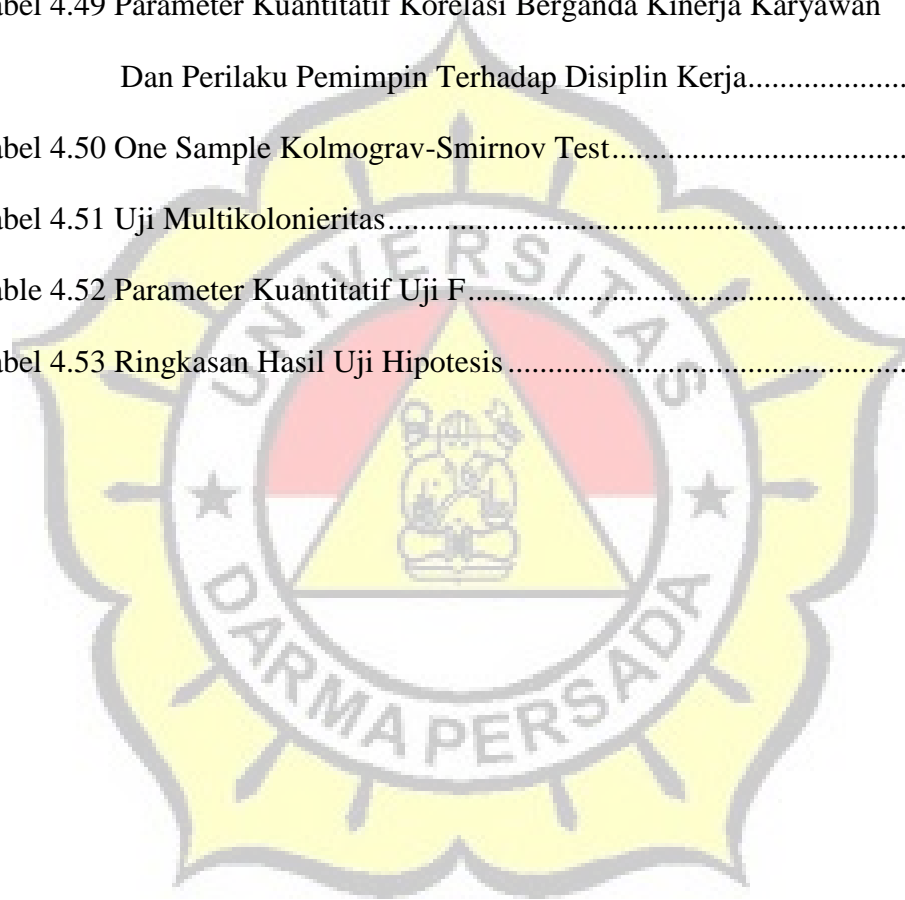 abel 4.49 Parameter Kuantitatif Korelasi Berganda Kinerja Karyawan
Dan Perilaku Pemimpin Terhadap Disiplin Kerja....................
abel 4.50 One Sample Kolmograv-Smirnov Test......................................
abel 4.51 Uji Multikolonieritas..................................................................
able 4.52 Parameter Kuantitatif Uji F........................................................
abel 4.53 Ringkasan Hasil Uji Hipotesis...................................................
UNIVERSITAS
DARMA PERSADA